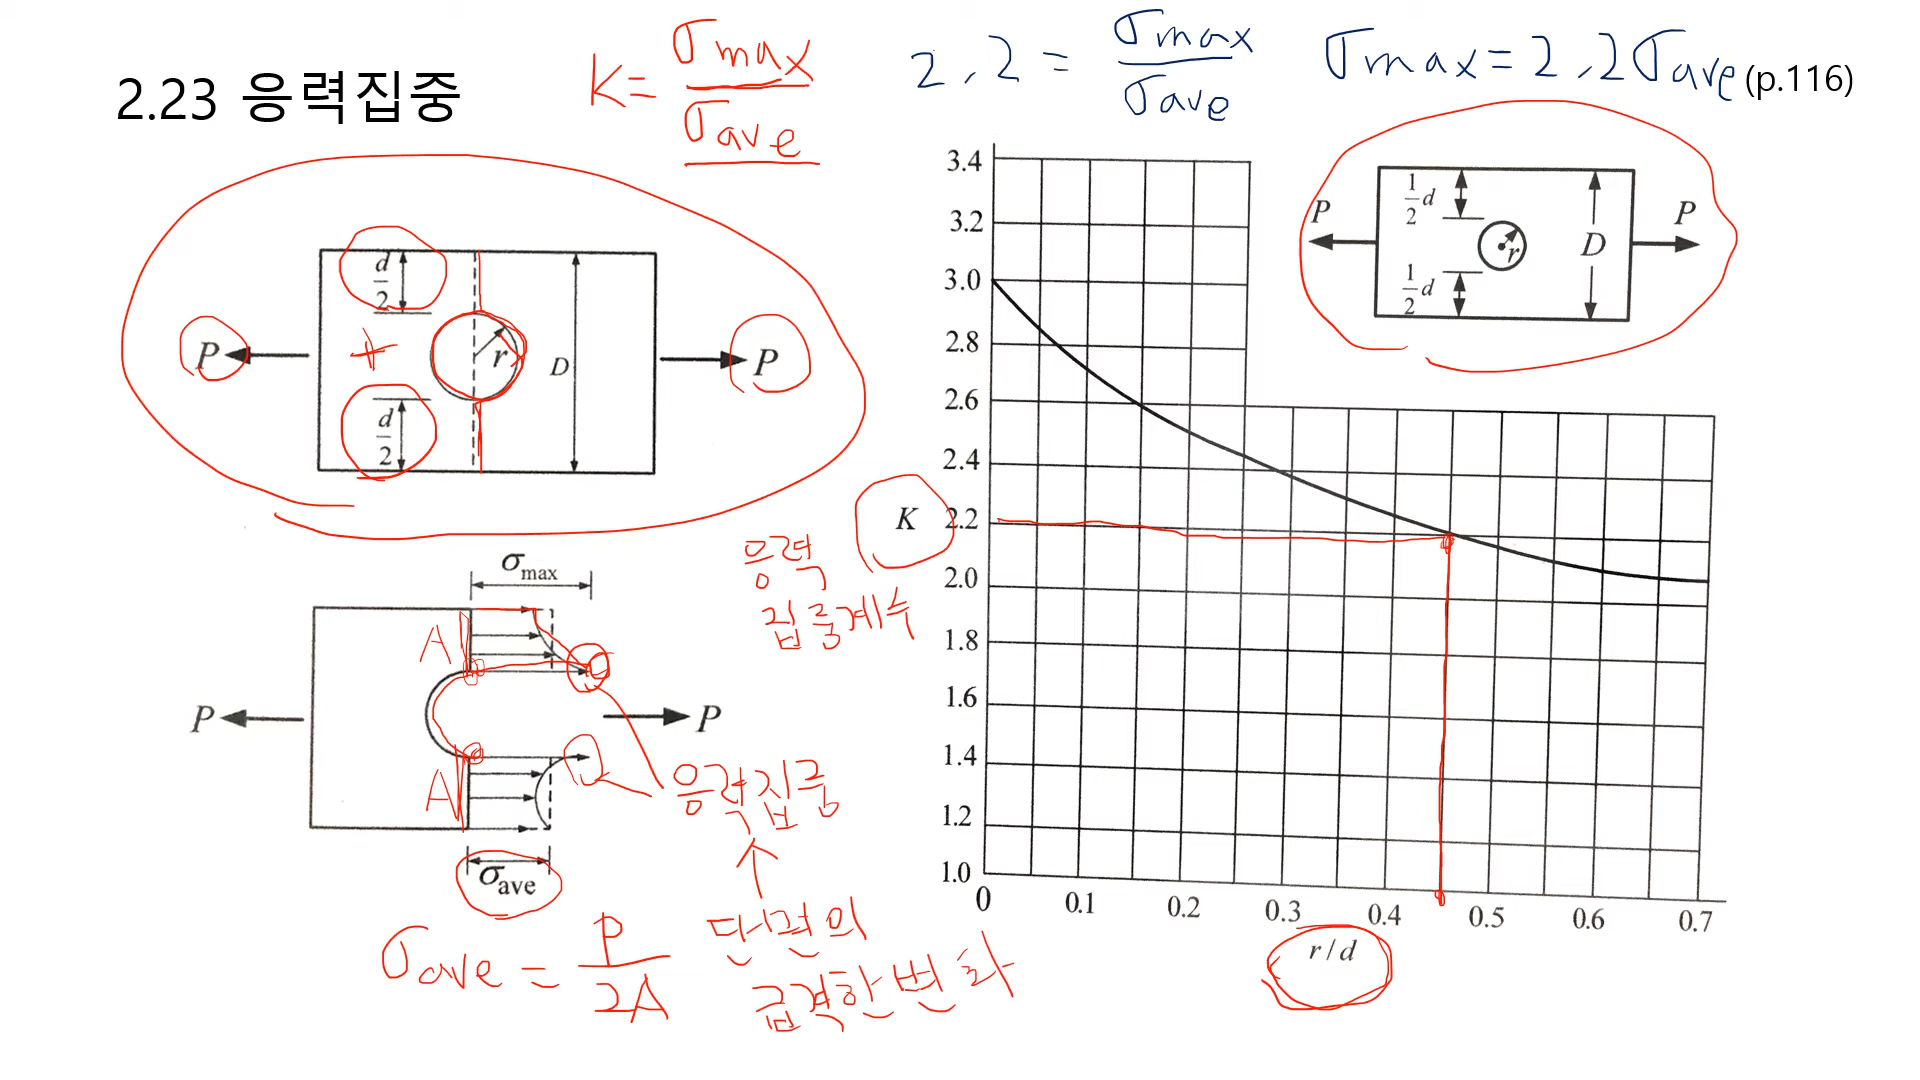 2.23 응력집중
K = σmax / σave
2.2 = σmax / σave
σmax = 2.2σave
(p.116)
d/2
P
+
r
D
P
d/2
σmax
A
P
P
A
σave
σave = P / 2A
응력집중
단면의
급격한 변화
응력
집중계수
K
3.4
3.2
3.0
2.8
2.6
2.4
2.2
2.0
1.8
1.6
1.4
1.2
1.0
0 0.1 0.2 0.3 0.4 0.5 0.6 0.7
r/d
1/2 d
P
P
r
D
1/2 d